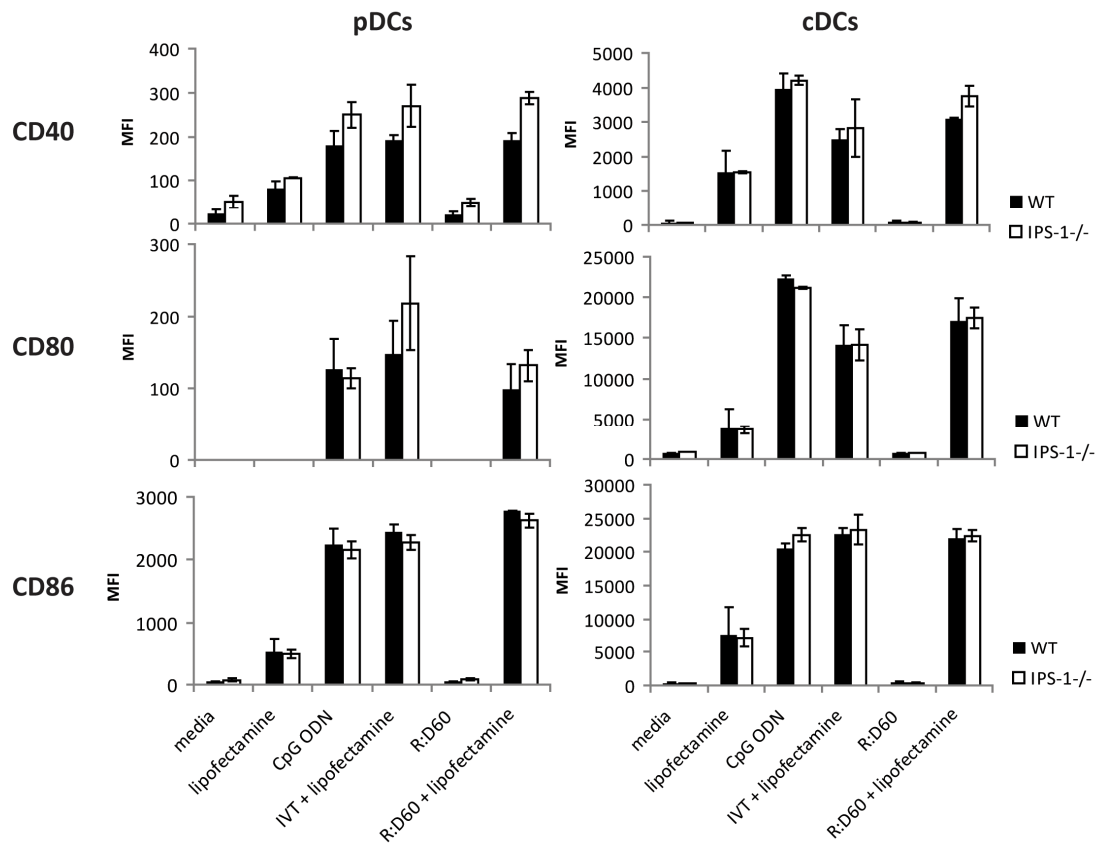 pDCs
cDCs
CD40
MFI
400
300
200
100
0
MFI
5000
4000
3000
2000
1000
0
WT
IPS-1-/-
CD80
MFI
300
200
100
0
MFI
25000
20000
15000
10000
5000
0
WT
IPS-1-/-
CD86
MFI
3000
2000
1000
0
MFI
30000
25000
20000
15000
10000
5000
0
WT
IPS-1-/-
media
lipofectamine
CpG ODN
IVT + lipofectamine
R:D60
R:D60 + lipofectamine
media
lipofectamine
CpG ODN
IVT + lipofectamine
R:D60
R:D60 + lipofectamine